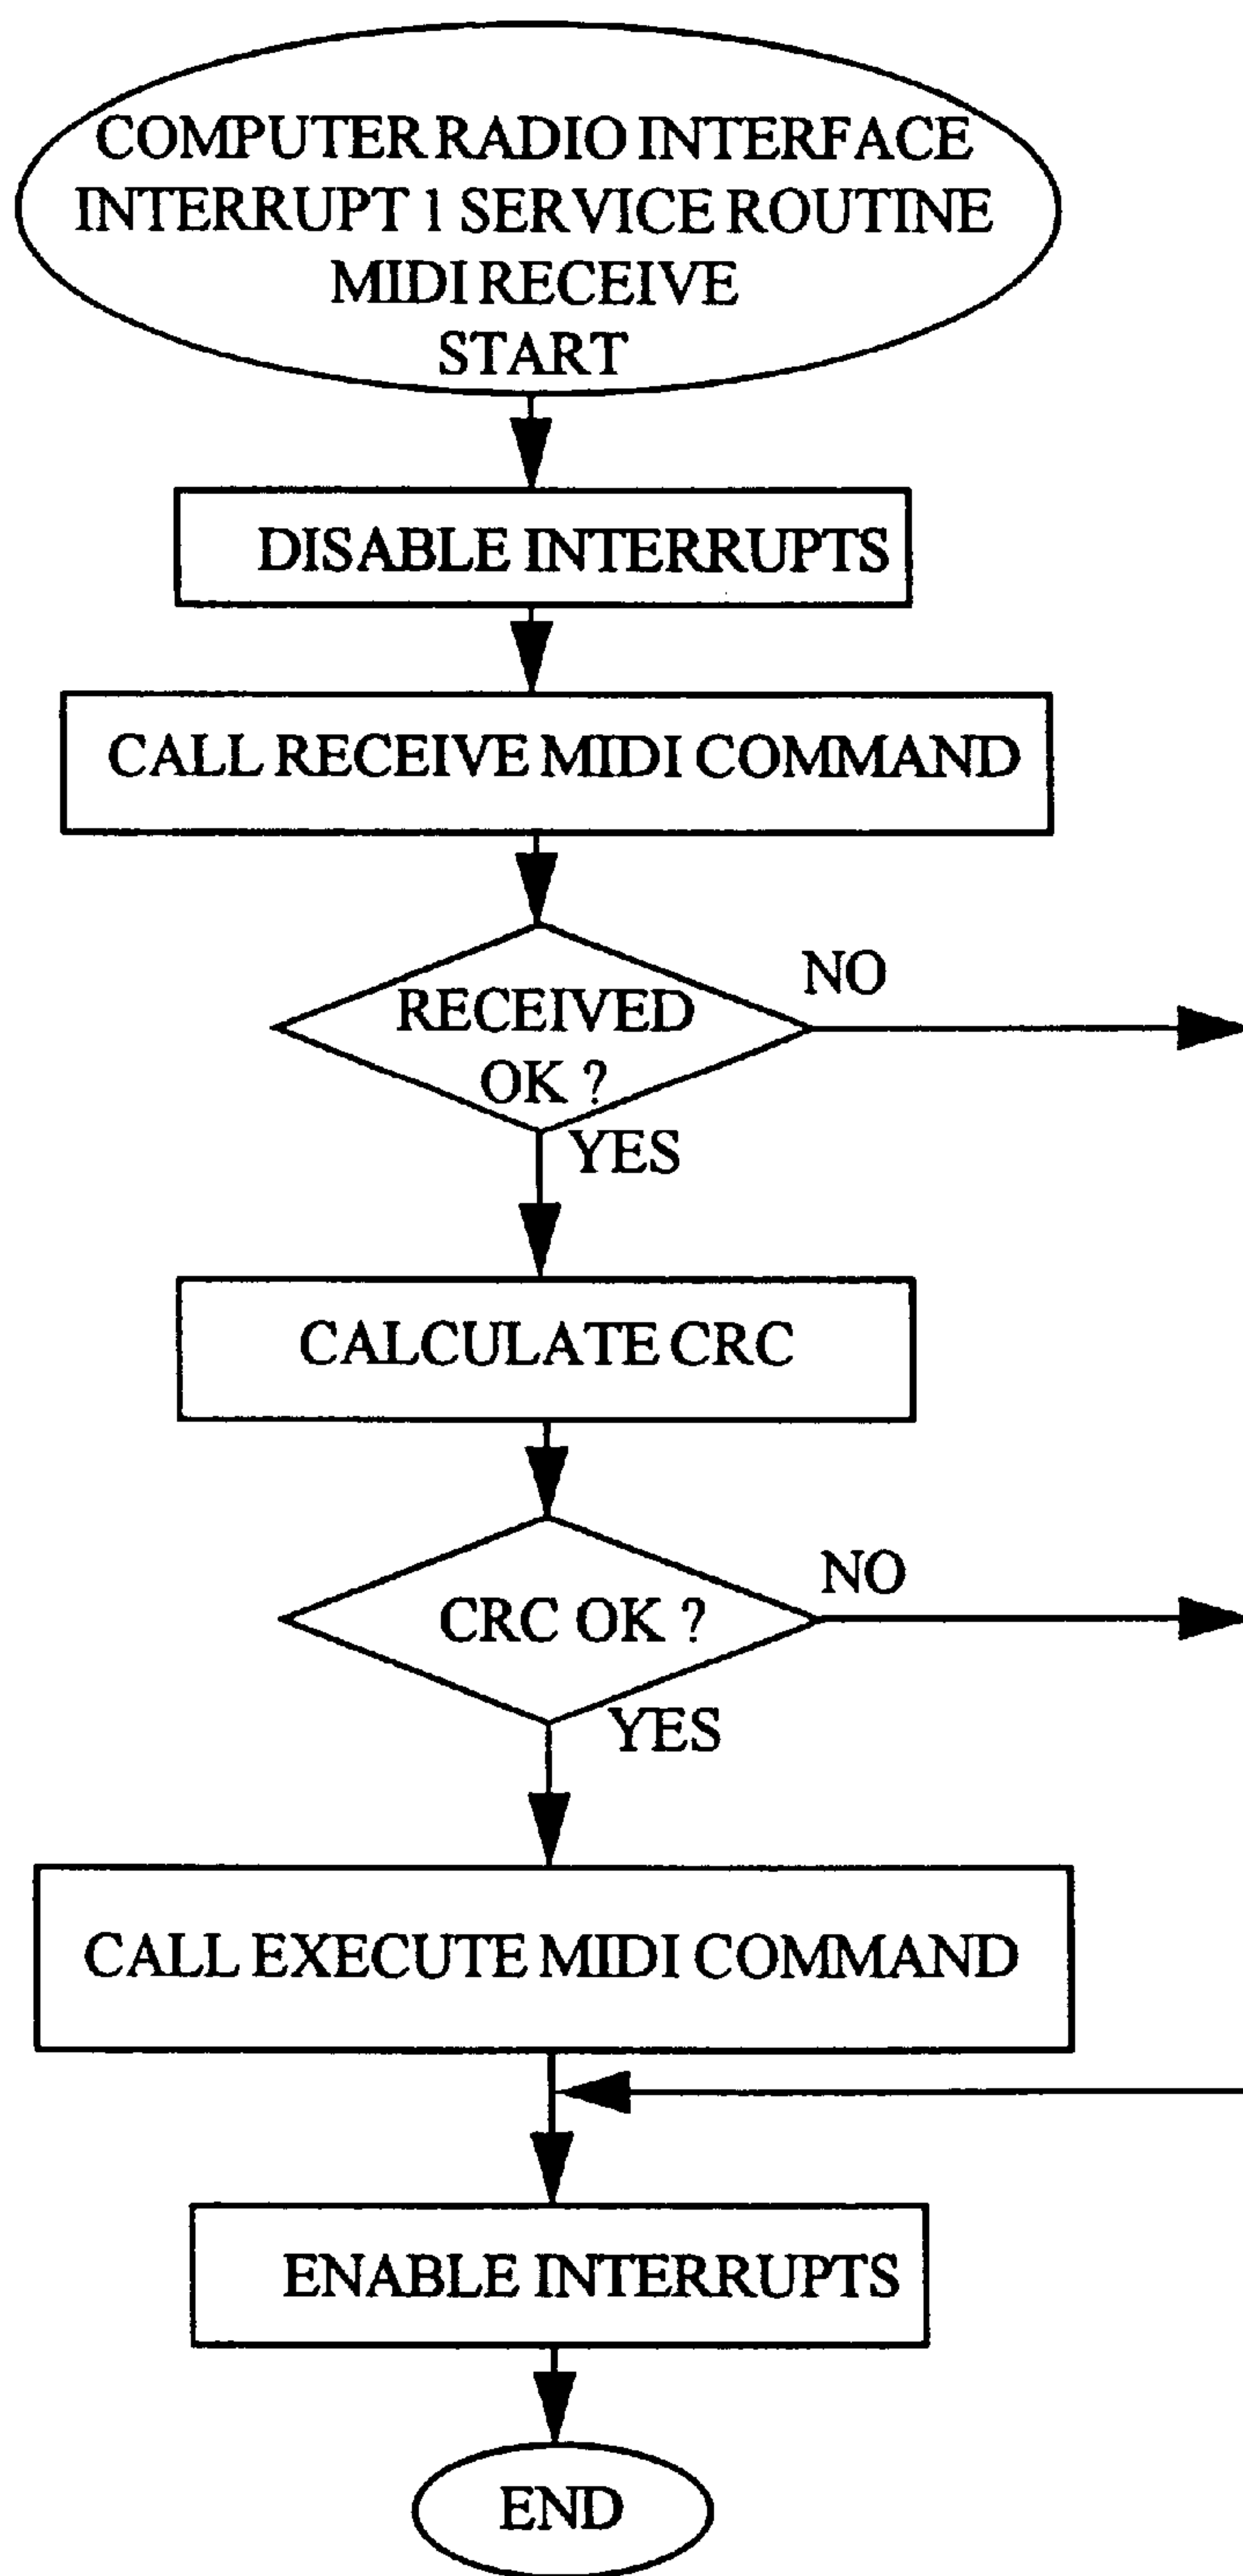 COMPUTER RADIO INTERFACE
INTERRUPT 1 SERVICE ROUTINE
MIDI RECEIVE
START
DISABLE INTERRUPTS
CALL RECEIVE MIDI COMMAND
RECEIVED
OK ?
NO
YES
CALCULATE CRC
CRC OK ?
NO
YES
CALL EXECUTE MIDI COMMAND
ENABLE INTERRUPTS
END